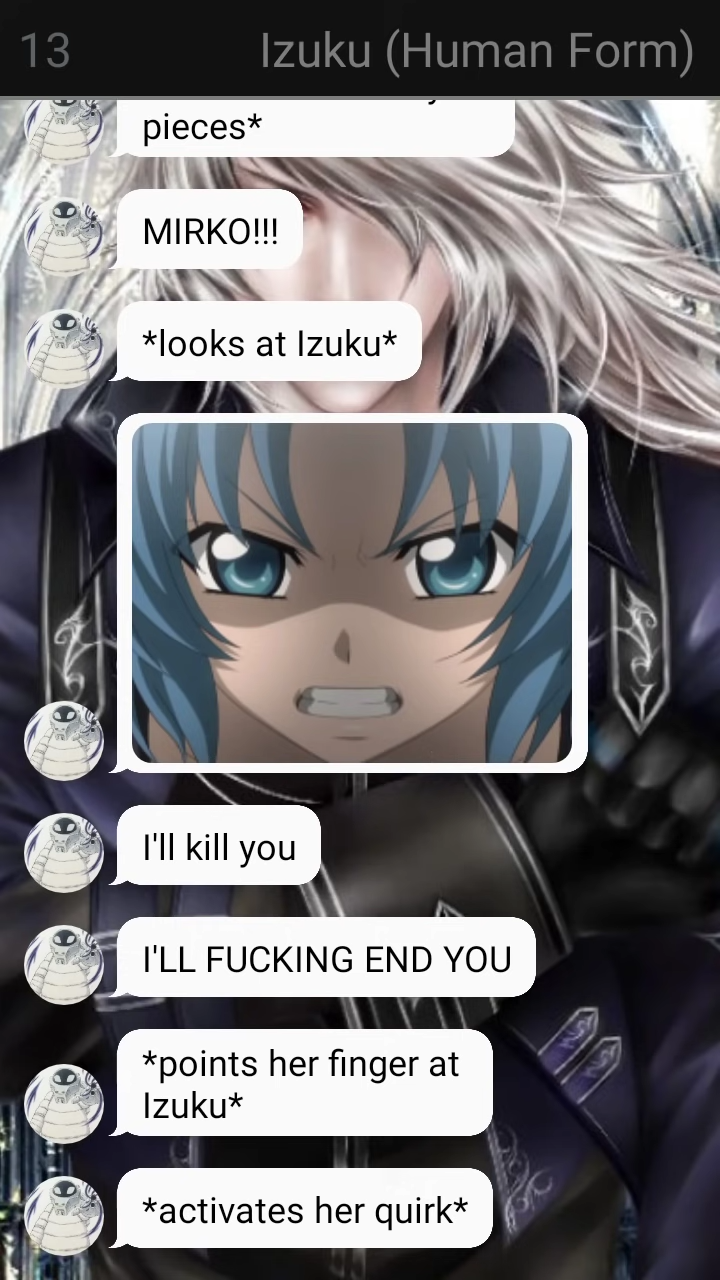 13
Izuku (Human Form)
pieces*
MIRKO!!!
*looks at Izuku*
I'll kill you
I'LL FUCKING END YOU
*points her finger at
Izuku*
*activates her quirk*